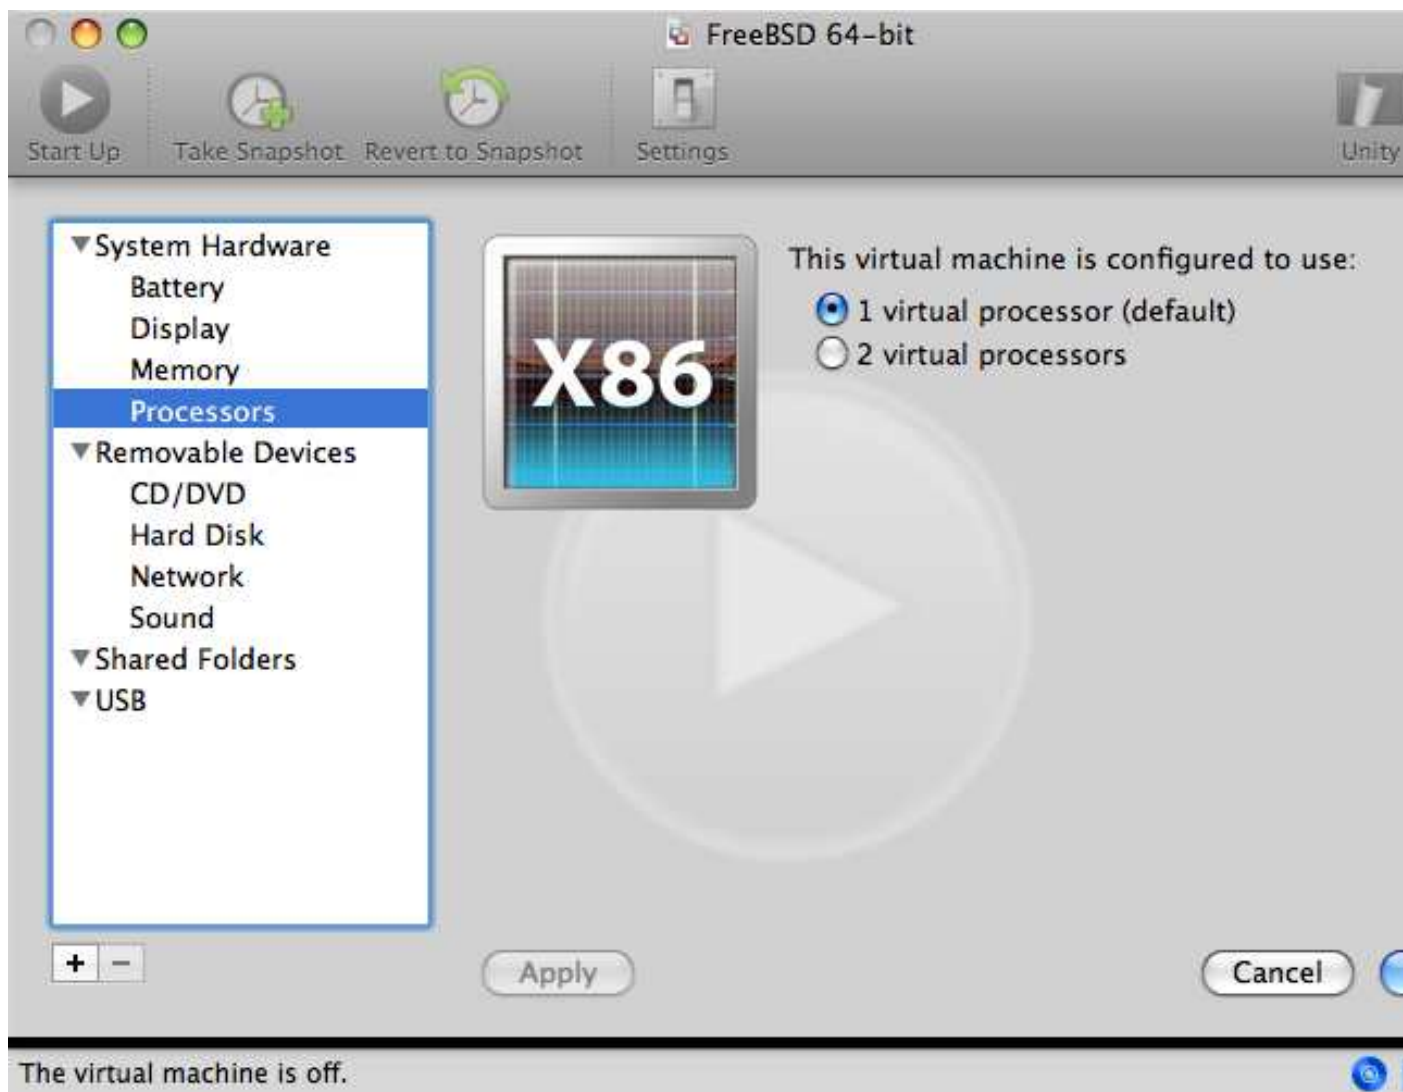 FreeBSD 64-bit
Start Up
Take Snapshot
Revert to Snapshot
Settings
Unity
System Hardware
Battery
Display
Memory
Processors
Removable Devices
CD/DVD
Hard Disk
Network
Sound
Shared Folders
USB
X86
This virtual machine is configured to use:
1 virtual processor (default)
2 virtual processors
+ −
Apply
Cancel
The virtual machine is off.